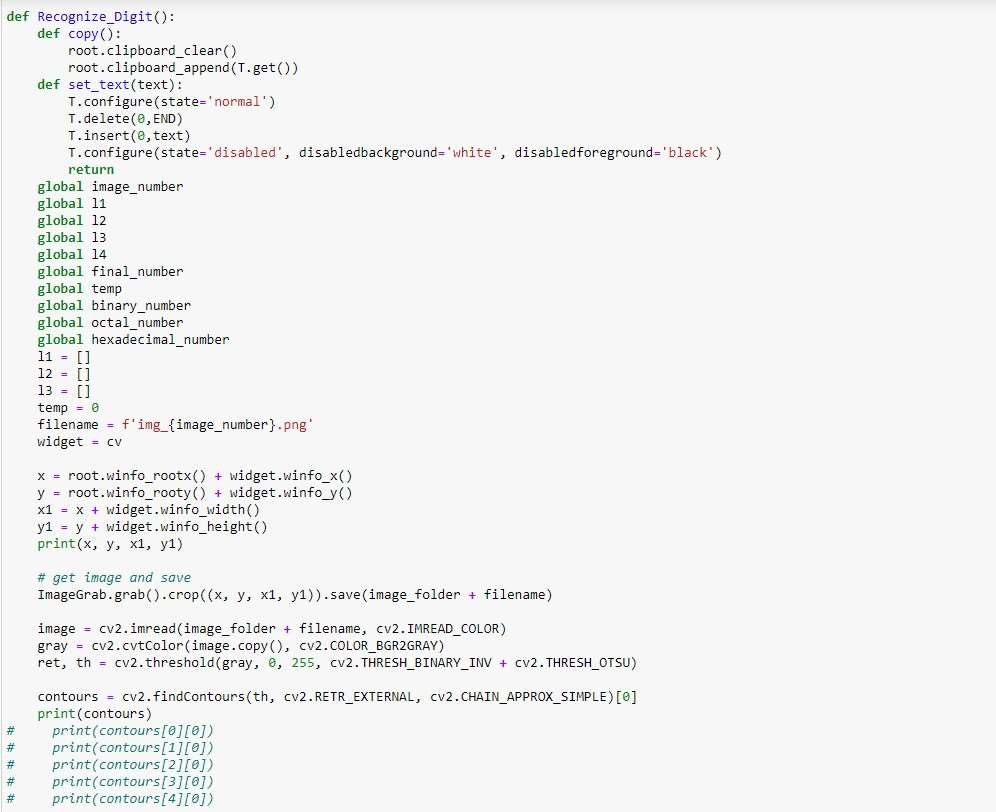 def Recognize_Digit():
    def copy():
        root.clipboard_clear()
        root.clipboard_append(T.get())
    def set_text(text):
        T.configure(state='normal')
        T.delete(0,END)
        T.insert(0,text)
        T.configure(state='disabled', disabledbackground='white', disabledforeground='black')
        return
    global image_number
    global l1
    global l2
    global l3
    global l4
    global final_number
    global temp
    global binary_number
    global octal_number
    global hexadecimal_number
    l1 = []
    l2 = []
    l3 = []
    temp = 0
    filename = f'img_{image_number}.png'
    widget = cv

    x = root.winfo_rootx() + widget.winfo_x()
    y = root.winfo_rooty() + widget.winfo_y()
    x1 = x + widget.winfo_width()
    y1 = y + widget.winfo_height()
    print(x, y, x1, y1)

    # get image and save
    ImageGrab.grab().crop((x, y, x1, y1)).save(image_folder + filename)

    image = cv2.imread(image_folder + filename, cv2.IMREAD_COLOR)
    gray = cv2.cvtColor(image.copy(), cv2.COLOR_BGR2GRAY)
    ret, th = cv2.threshold(gray, 0, 255, cv2.THRESH_BINARY_INV + cv2.THRESH_OTSU)

    contours = cv2.findContours(th, cv2.RETR_EXTERNAL, cv2.CHAIN_APPROX_SIMPLE)[0]
    print(contours)
#     print(contours[0][0])
#     print(contours[1][0])
#     print(contours[2][0])
#     print(contours[3][0])
#     print(contours[4][0])